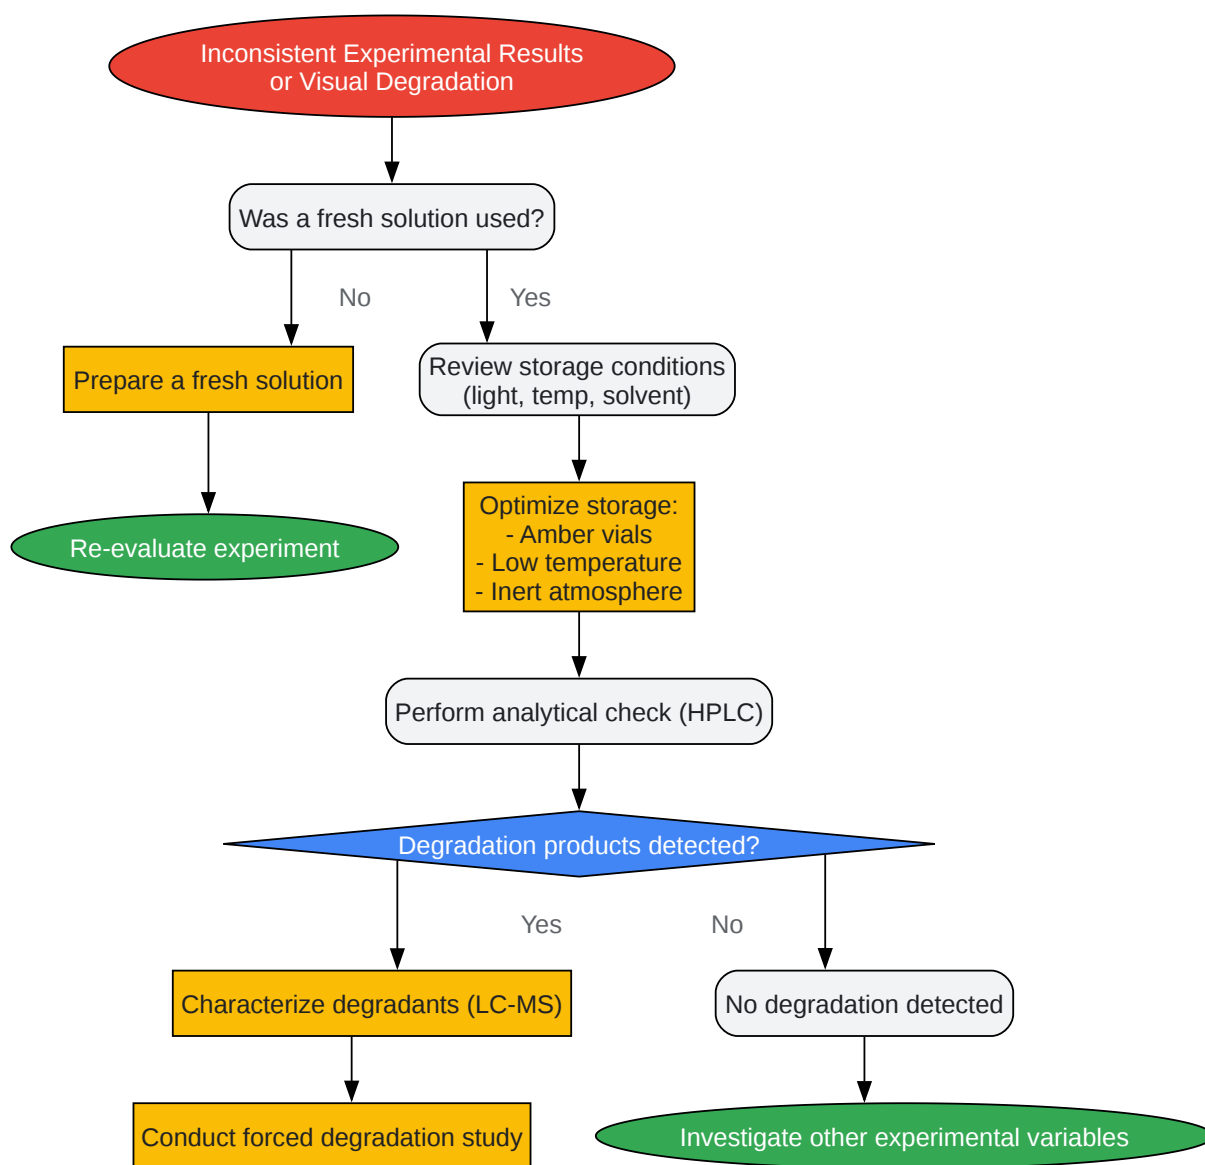 Inconsistent Experimental Results
or Visual Degradation
Was a fresh solution used?
No
Yes
Prepare a fresh solution
Review storage conditions
(light, temp, solvent)
Optimize storage:
- Amber vials
- Low temperature
- Inert atmosphere
Re-evaluate experiment
Perform analytical check (HPLC)
Degradation products detected?
Yes
No
Characterize degradants (LC-MS)
No degradation detected
Conduct forced degradation study
Investigate other experimental variables